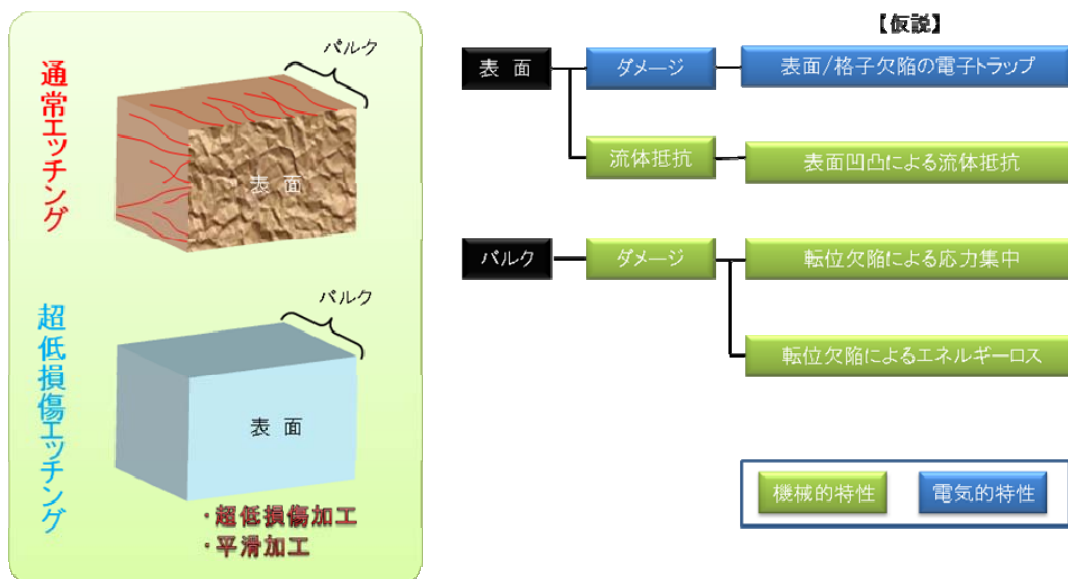 通常エッチング
バルク
表 面
超低損傷エッチング
バルク
表 面
・超低損傷加工
・平滑加工
【仮説】
表 面
ダメージ
表面/格子欠陥の電子トラップ
流体抵抗
表面凹凸による流体抵抗
バルク
ダメージ
転位欠陥による応力集中
転位欠陥によるエネルギーロス
機械的特性
電気的特性